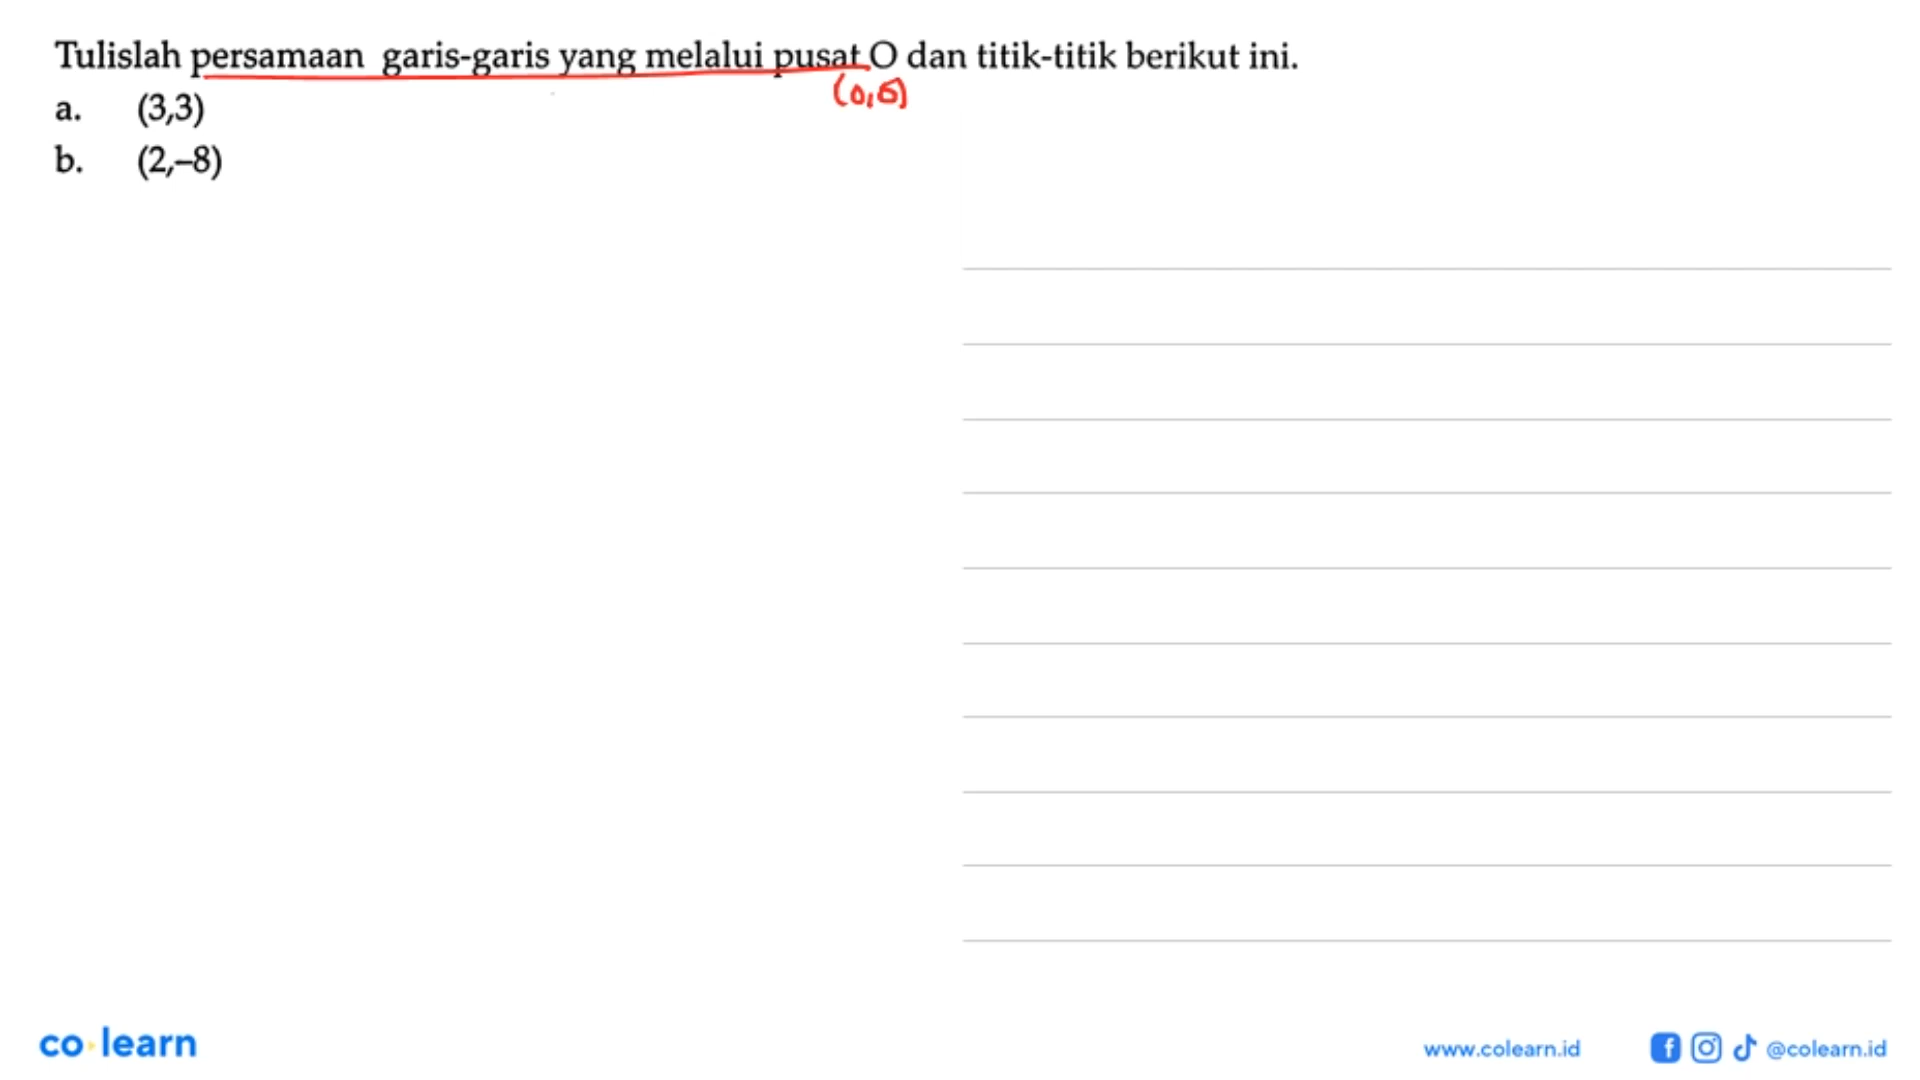 Tulislah persamaan garis-garis yang melalui pusat O dan titik-titik berikut ini.
(0,0)
a. (3,3)
b. (2,–8)
co learn
www.colearn.id @colearn.id